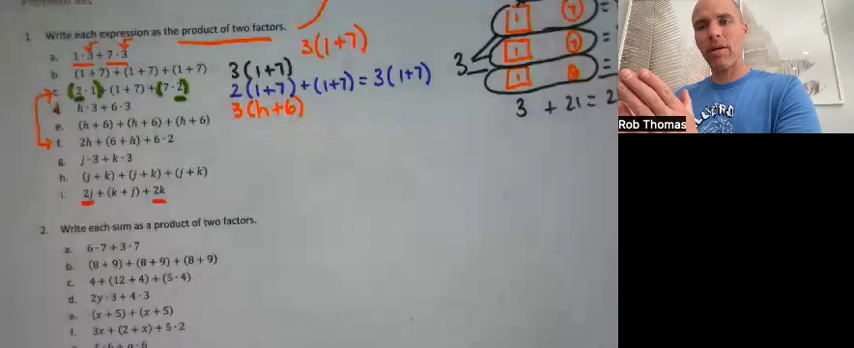 1. Write each expression as the product of two factors.
3(1+7)
a. 1·3+7·3
b. (1+7)+(1+7)+(1+7) 3(1+7)
c. (2·1)+(1+7)+(7·2) 2(1+7)+(1+7)=3(1+7)
d. h·3+6·3 3(h+6)
e. (h+6)+(h+6)+(h+6)
f. 2h+(6+h)+6·2
g. j·3+k·3
h. (j+k)+(j+k)+(j+k)
i. 2j+(k+j)+2k
2. Write each sum as a product of two factors.
a. 6·7+3·7
b. (8+9)+(8+9)+(8+9)
c. 4+(12+4)+(5·4)
d. 2y·3+4·3
e. (x+5)+(x+5)
f. 3x+(2+x)+5·2
1 7 =
1 7 =
3 1 =
3 + 21 = 2
Rob Thomas